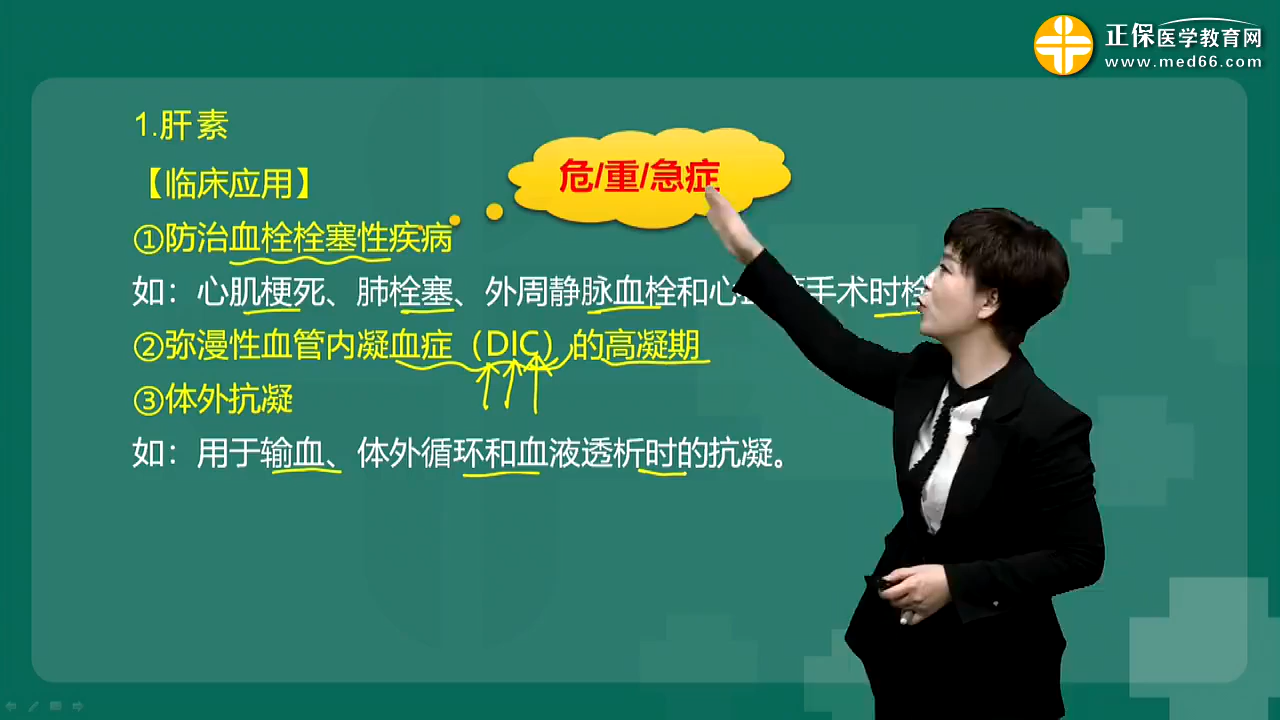 正保医学教育网
www.med66.com
1.肝素
危/重/急症
【临床应用】
①防治血栓栓塞性疾病
如：心肌梗死、肺栓塞、外周静脉血栓和心 手术时栓
②弥漫性血管内凝血症（DIC）的高凝期
③体外抗凝
如：用于输血、体外循环和血液透析时的抗凝。